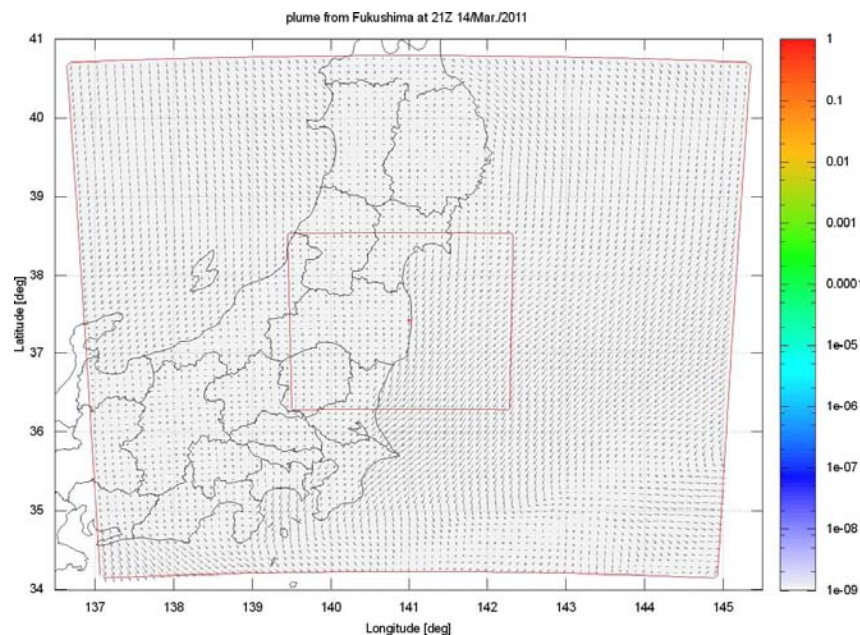 plume from Fukushima at 21Z 14/Mar./2011
41
40
39
38
37
36
35
34
Latitude [deg]
137 138 139 140 141 142 143 144 145
Longitude [deg]
1
0.1
0.01
0.001
0.0001
1e-05
1e-06
1e-07
1e-08
1e-09